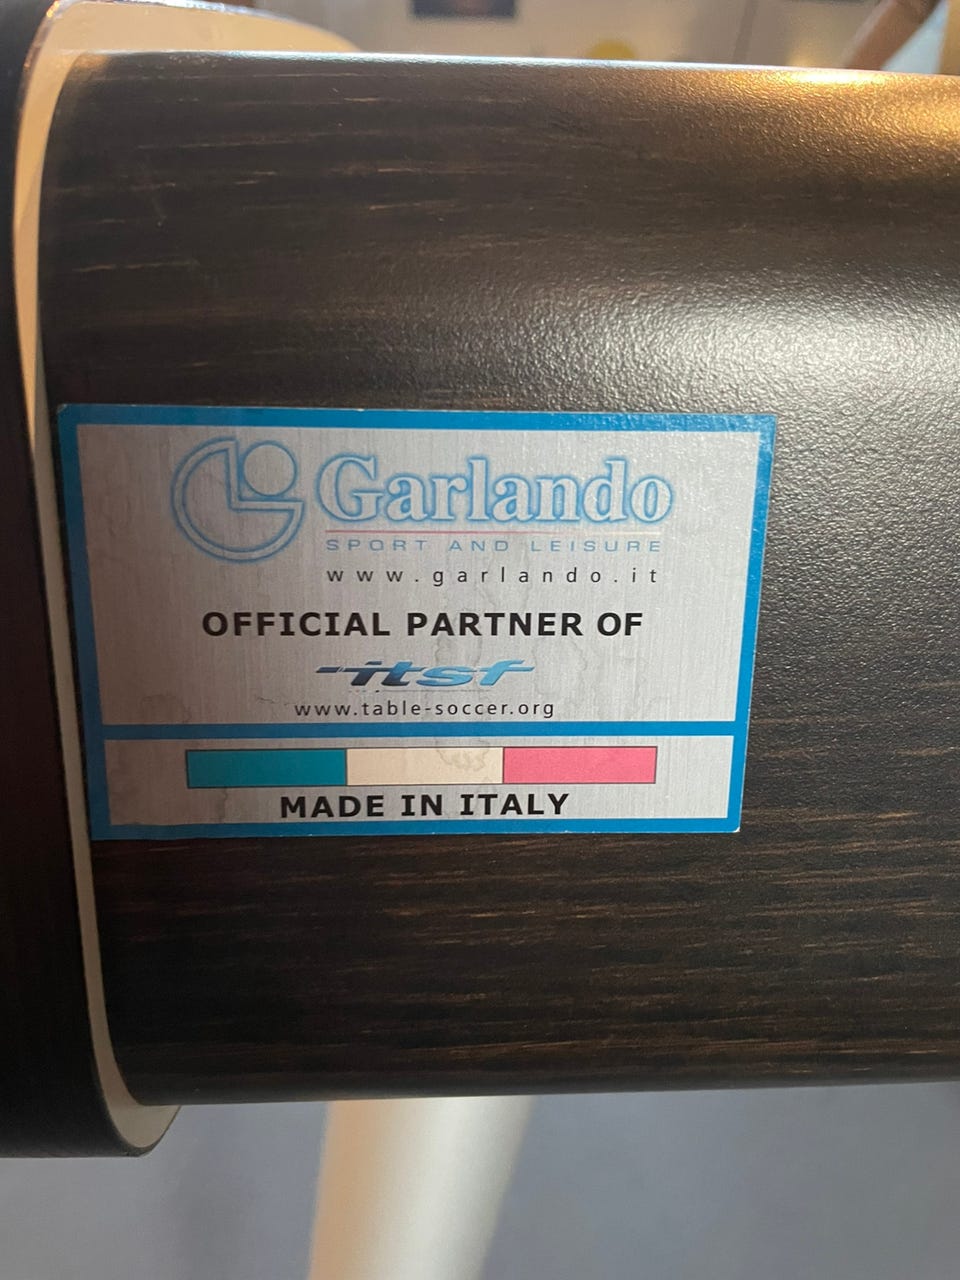 Garlando
SPORT AND LEISURE
www.garlando.it
OFFICIAL PARTNER OF
itsf
www.table-soccer.org
MADE IN ITALY